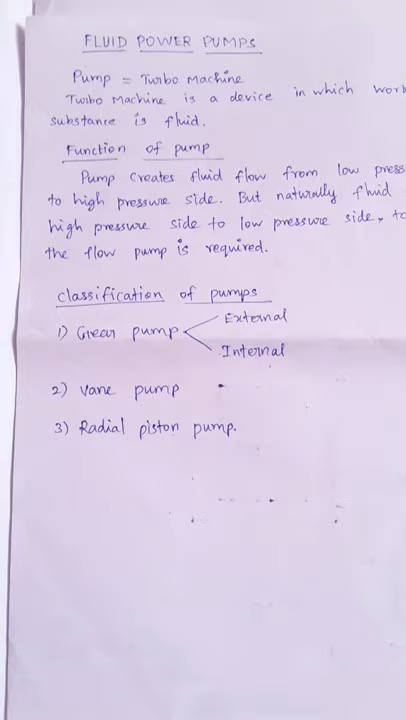 FLUID POWER PUMPS
Pump = Turbo Machine
Turbo Machine is a device in which work
substance is fluid.
Function of pump
Pump creates fluid flow from low press
to high pressure side. But naturally fluid
high pressure side to low pressure side, to
the flow pump is required.
Classification of pumps
1) Gear pump
External
Internal
2) Vane pump
3) Radial piston pump.